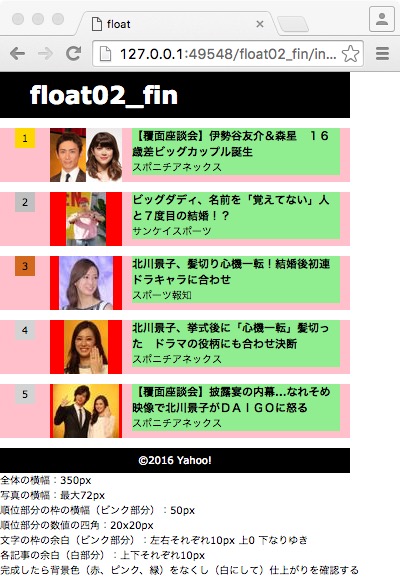 float
127.0.0.1:49548/float02_fin/in...
float02_fin
1
【覆面座談会】伊勢谷友介＆森星　１６
歳差ビッグカップル誕生
スポニチアネックス
2
ビッグダディ、名前を「覚えてない」人
と７度目の結婚！？
サンケイスポーツ
3
北川景子、髪切り心機一転！結婚後初連
ドラキャラに合わせ
スポーツ報知
4
北川景子、挙式後に「心機一転」髪切っ
た　ドラマの役柄にも合わせ決断
スポニチアネックス
5
【覆面座談会】披露宴の内幕…なれそめ
映像で北川景子がＤＡＩＧＯに怒る
スポニチアネックス
©2016 Yahoo!
全体の横幅：350px
写真の横幅：最大72px
順位部分の枠の横幅（ピンク部分）：50px
順位部分の数値の四角：20x20px
文字の枠の余白（ピンク部分）：左右それぞれ10px 上0 下なりゆき
各記事の余白（白部分）：上下それぞれ10px
完成したら背景色（赤、ピンク、緑）をなくし（白にして）仕上がりを確認する